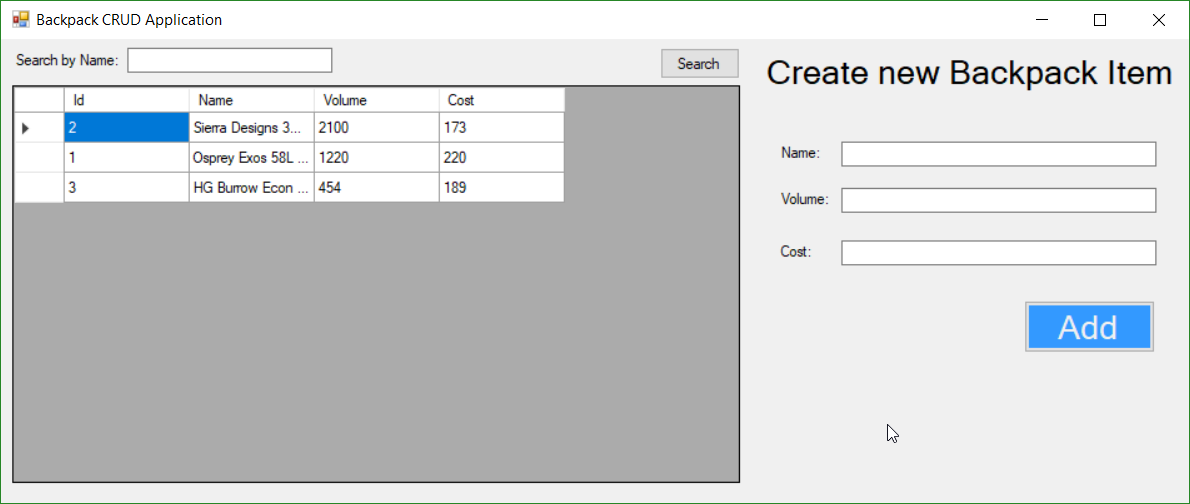 Backpack CRUD Application
Search by Name:
Search
Id Name Volume Cost
2 Sierra Designs 3... 2100 173
1 Osprey Exos 58L ... 1220 220
3 HG Burrow Econ ... 454 189
Create new Backpack Item
Name:
Volume:
Cost:
Add